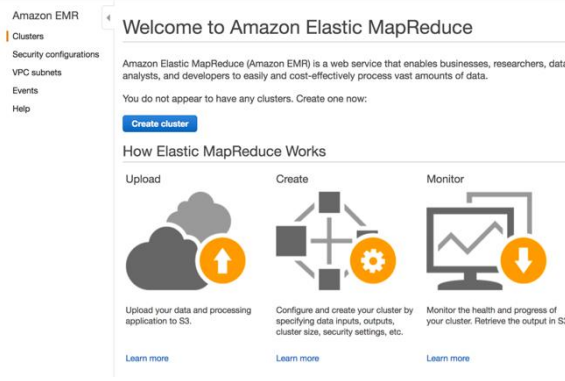 Amazon EMR
Clusters
Security configurations
VPC subnets
Events
Help
Welcome to Amazon Elastic MapReduce
Amazon Elastic MapReduce (Amazon EMR) is a web service that enables businesses, researchers, data
analysts, and developers to easily and cost-effectively process vast amounts of data.
You do not appear to have any clusters. Create one now:
Create cluster
How Elastic MapReduce Works
Upload
Upload your data and processing
application to S3.
Learn more
Create
Configure and create your cluster by
specifying data inputs, outputs,
cluster size, security settings, etc.
Learn more
Monitor
Monitor the health and progress of
your cluster. Retrieve the output in S3
Learn more